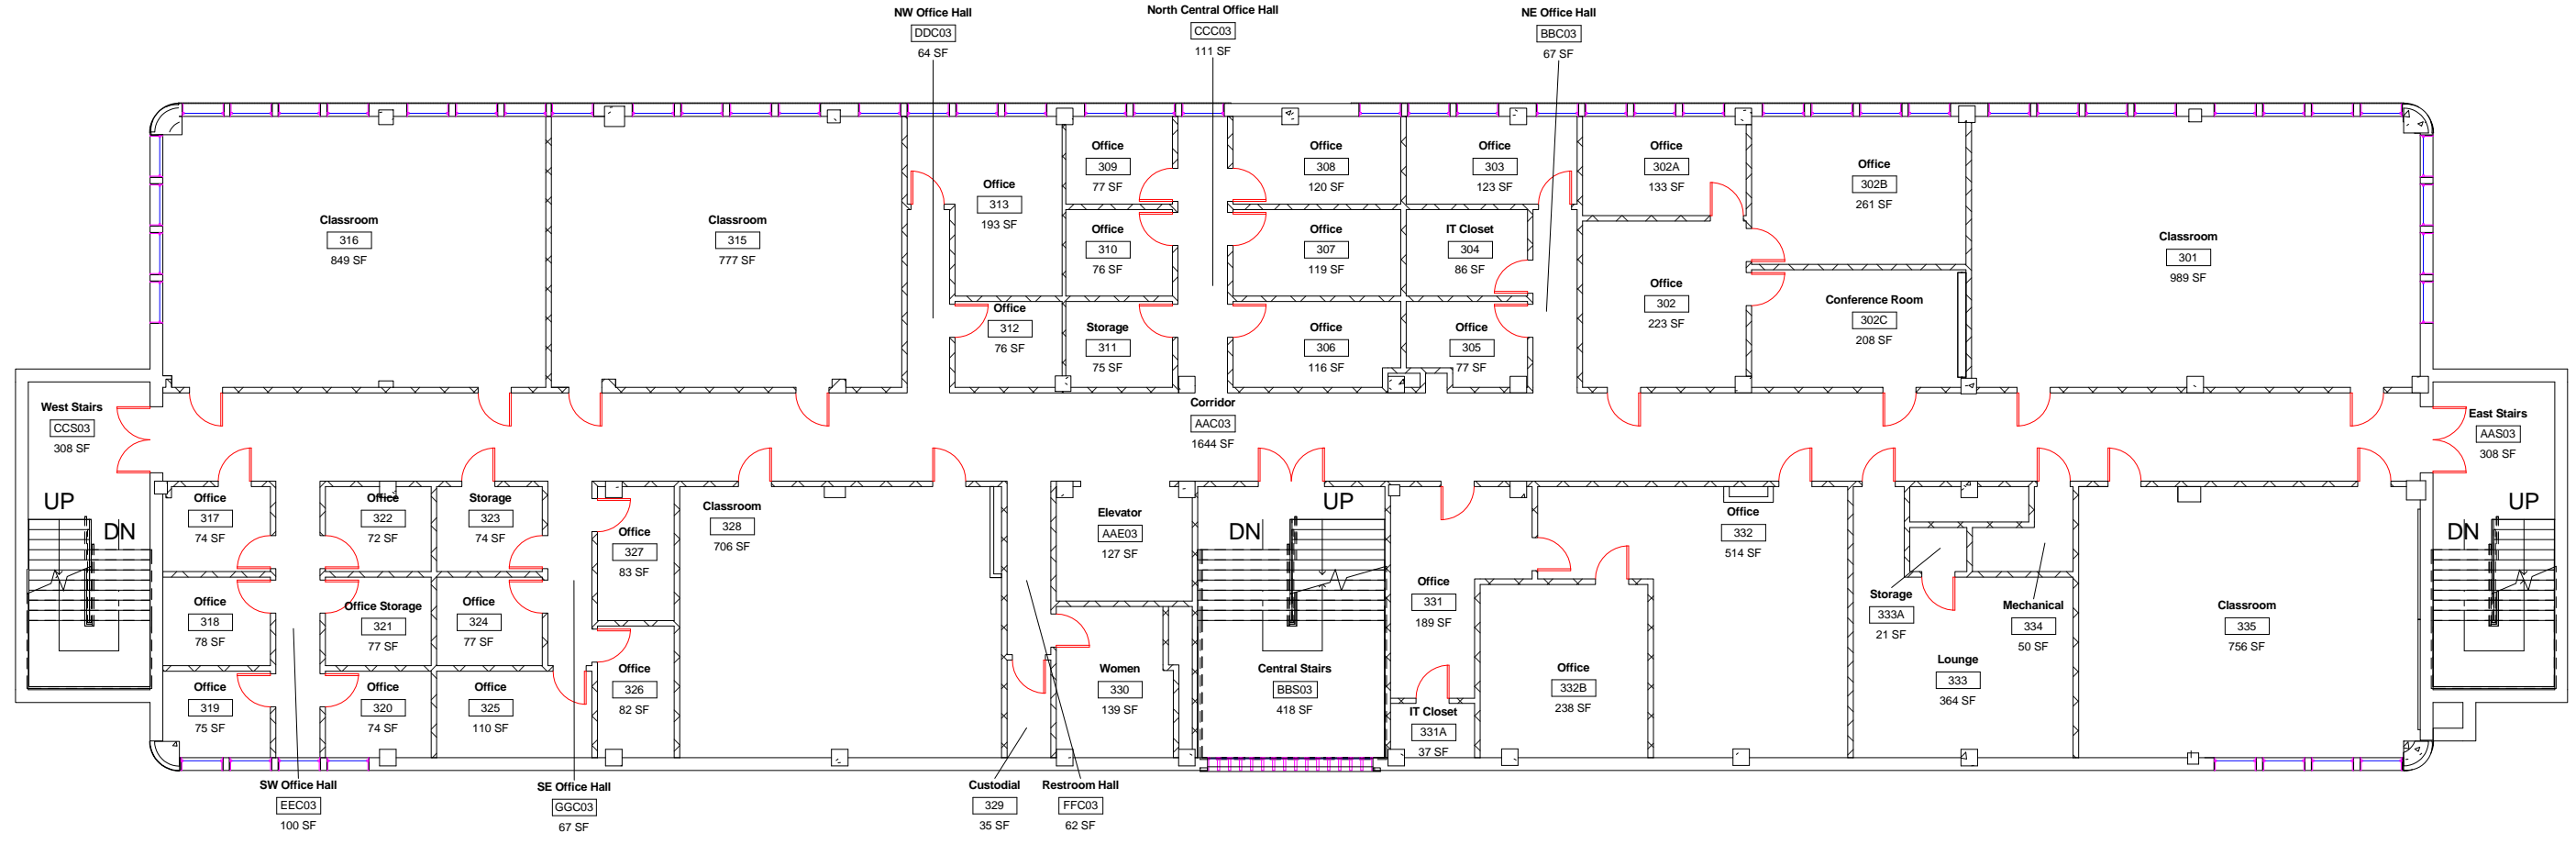 NW Office Hall
DDC03
64 SF
North Central Office Hall
CCC03
111 SF
NE Office Hall
BBC03
67 SF
Classroom
316
849 SF
Classroom
315
777 SF
Office
313
193 SF
Office
309
77 SF
Office
310
76 SF
Office
312
76 SF
Storage
311
75 SF
Office
308
120 SF
Office
307
119 SF
Office
306
116 SF
Office
303
123 SF
IT Closet
304
86 SF
Office
305
77 SF
Office
302A
133 SF
Office
302
223 SF
Office
302B
261 SF
Conference Room
302C
208 SF
Classroom
301
989 SF
West Stairs
CCS03
308 SF
UP
DN
Corridor
AAC03
1644 SF
East Stairs
AAS03
308 SF
UP
DN
Office
317
74 SF
Office
318
78 SF
Office
319
75 SF
Office
322
72 SF
Office Storage
321
77 SF
Office
320
74 SF
Storage
323
74 SF
Office
324
77 SF
Office
325
110 SF
Office
327
83 SF
Office
326
82 SF
Classroom
328
706 SF
Elevator
AAE03
127 SF
Women
330
139 SF
DN
UP
Central Stairs
BBS03
418 SF
Office
331
189 SF
IT Closet
331A
37 SF
Office
332
514 SF
Office
332B
238 SF
Storage
333A
21 SF
Mechanical
334
50 SF
Lounge
333
364 SF
Classroom
335
756 SF
SW Office Hall
EEC03
100 SF
SE Office Hall
GGC03
67 SF
Custodial
329
35 SF
Restroom Hall
FFC03
62 SF